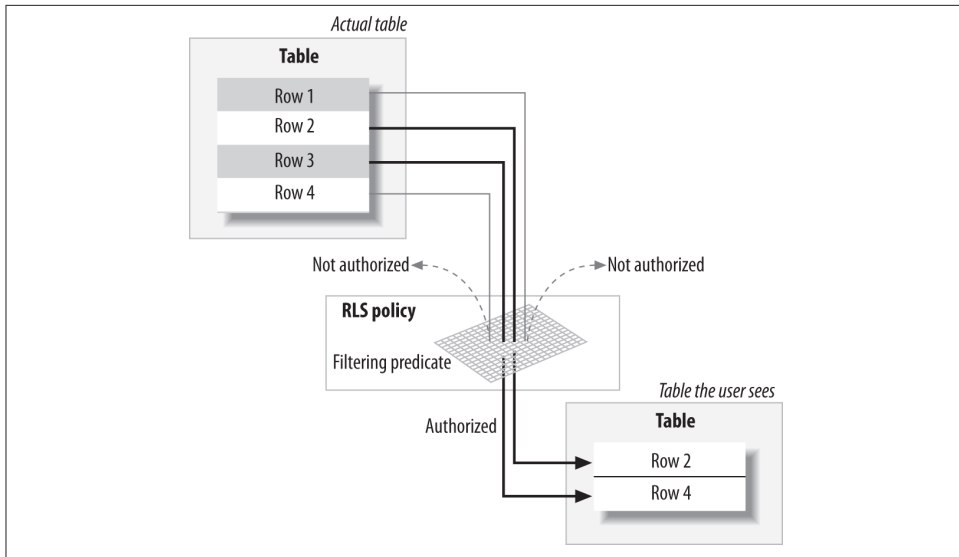 Actual table
Table
Row 1
Row 2
Row 3
Row 4
Not authorized
Not authorized
RLS policy
Filtering predicate
Authorized
Table the user sees
Table
Row 2
Row 4